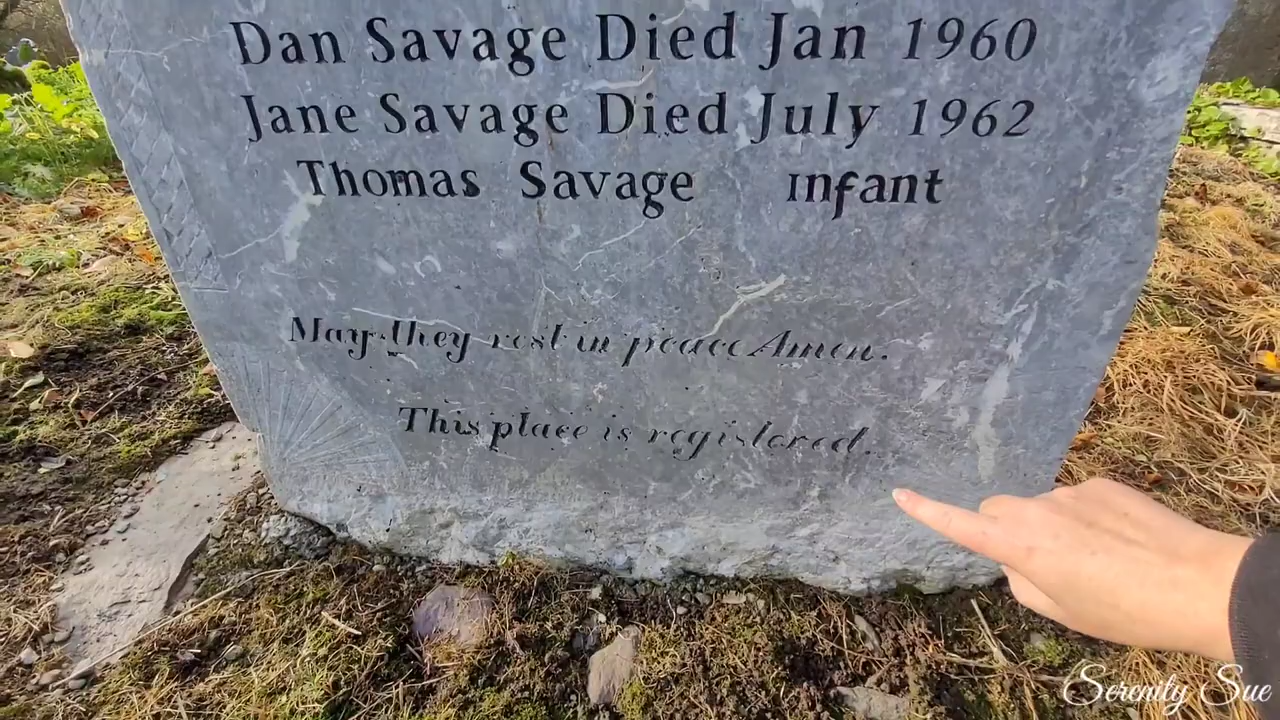 Dan Savage Died Jan 1960
Jane Savage Died July 1962
Thomas Savage Infant
May they rest in peace Amen.
This place is registered.
Serenity Sue